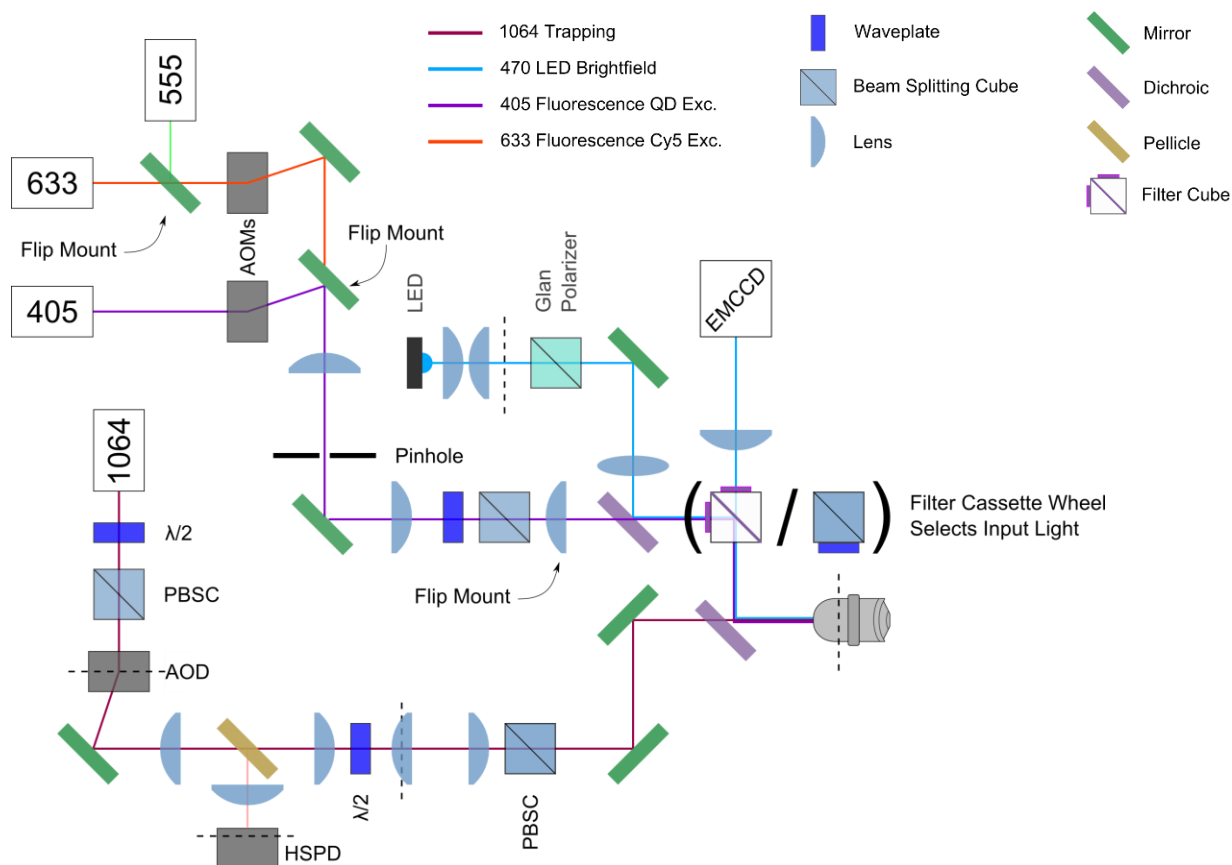 555
633
Flip Mount
AOMs
405
Flip Mount
1064 Trapping
470 LED Brightfield
405 Fluorescence QD Exc.
633 Fluorescence Cy5 Exc.
Waveplate
Beam Splitting Cube
Lens
Mirror
Dichroic
Pellicle
Filter Cube
LED
Glan
Polarizer
EMCCD
Pinhole
1064
λ/2
PBSC
AOD
Flip Mount
( / )
Filter Cassette Wheel
Selects Input Light
λ/2
PBSC
HSPD